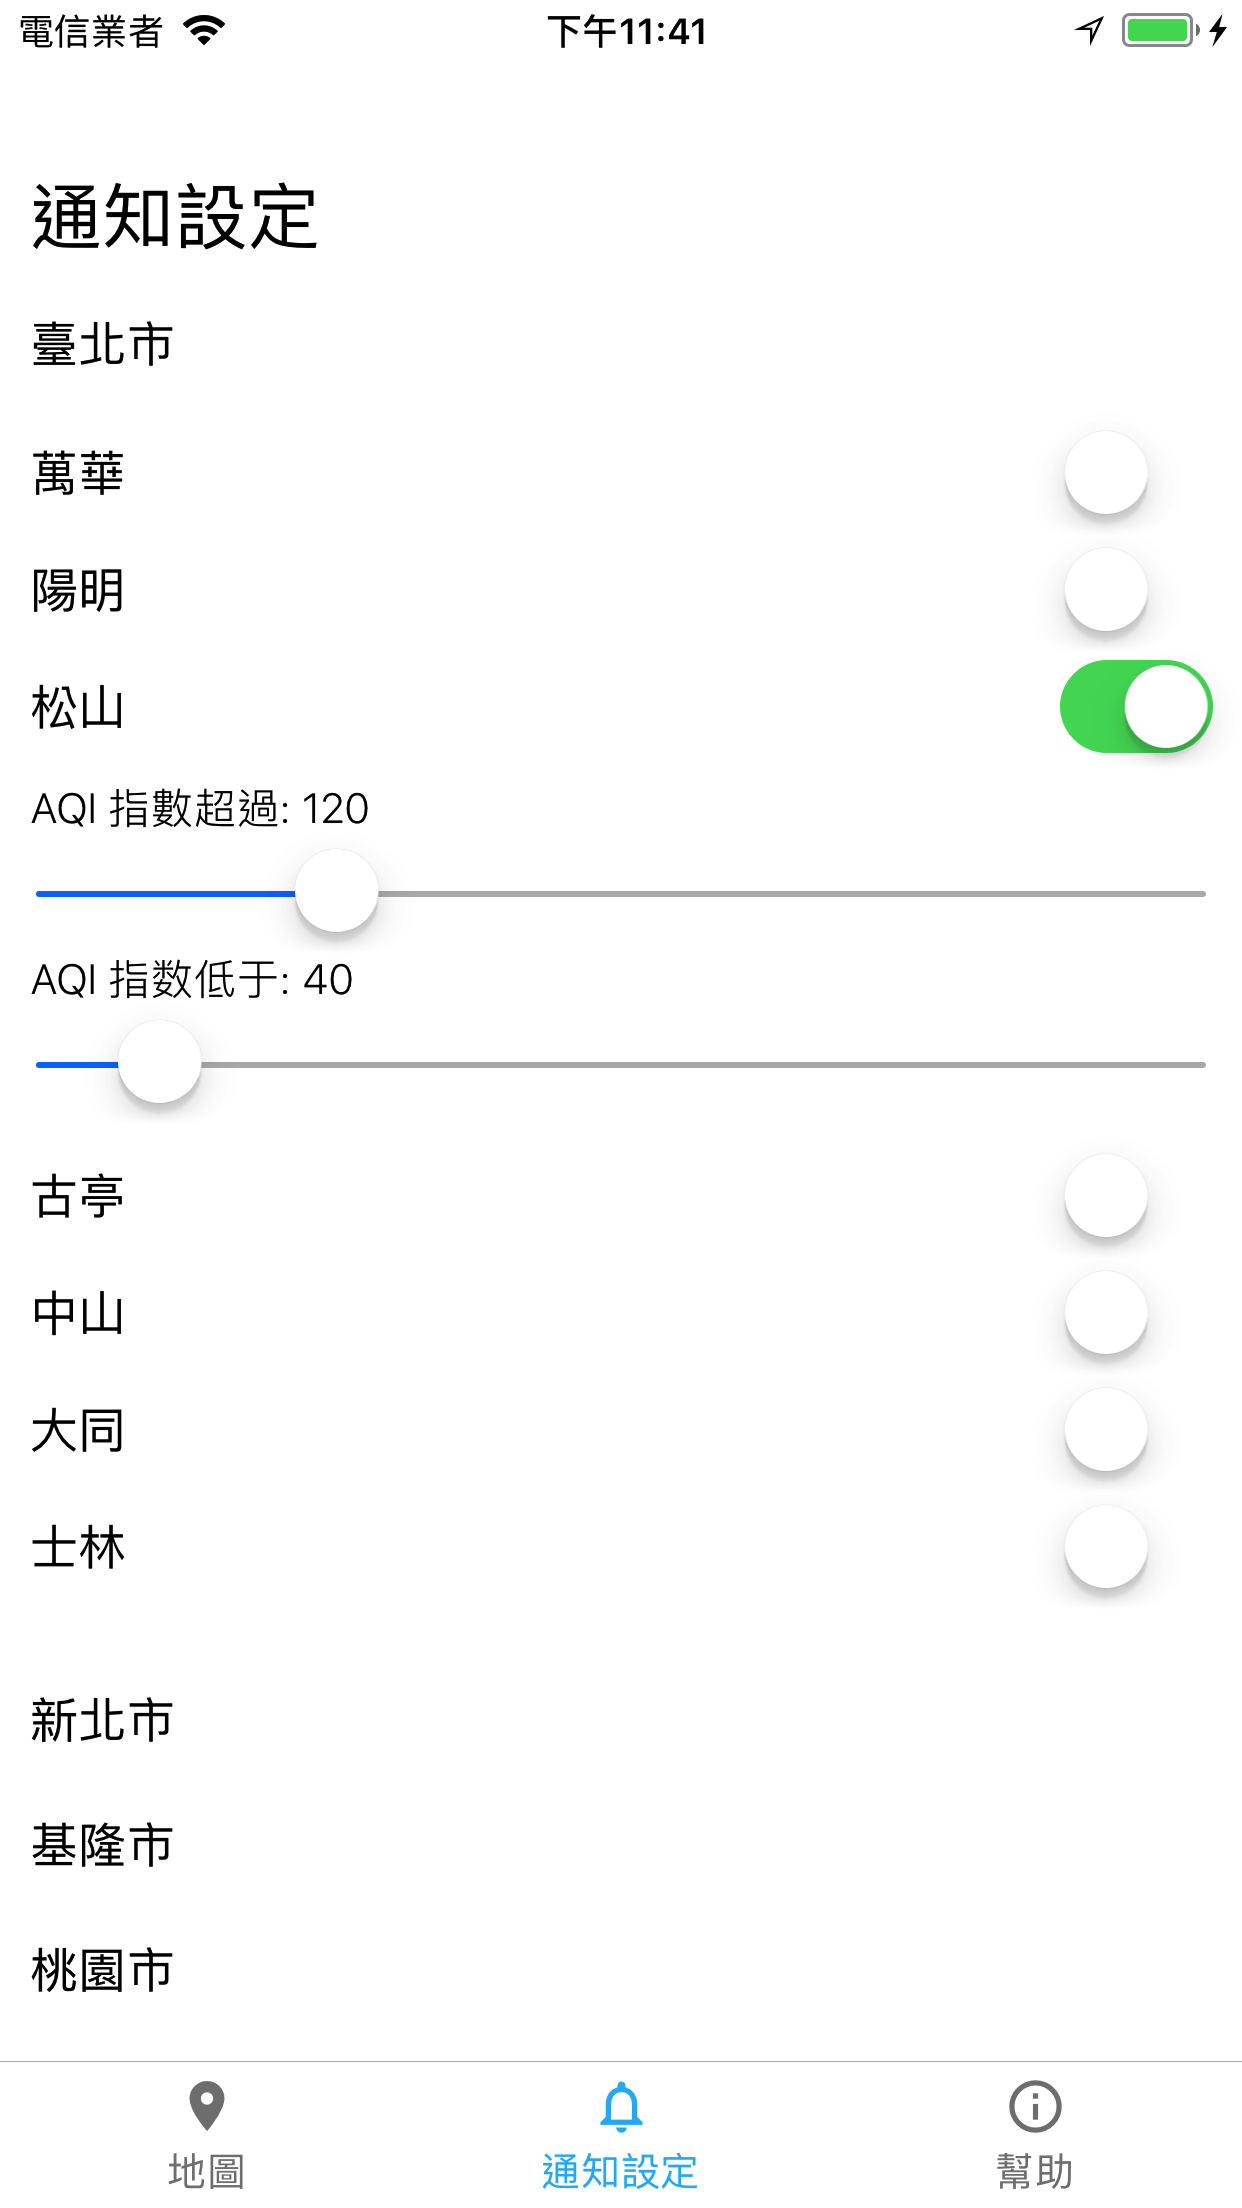 電信業者 下午11:41
通知設定
臺北市
萬華
陽明
松山
AQI 指數超過: 120
AQI 指数低于: 40
古亭
中山
大同
士林
新北市
基隆市
桃園市
地圖 通知設定 幫助